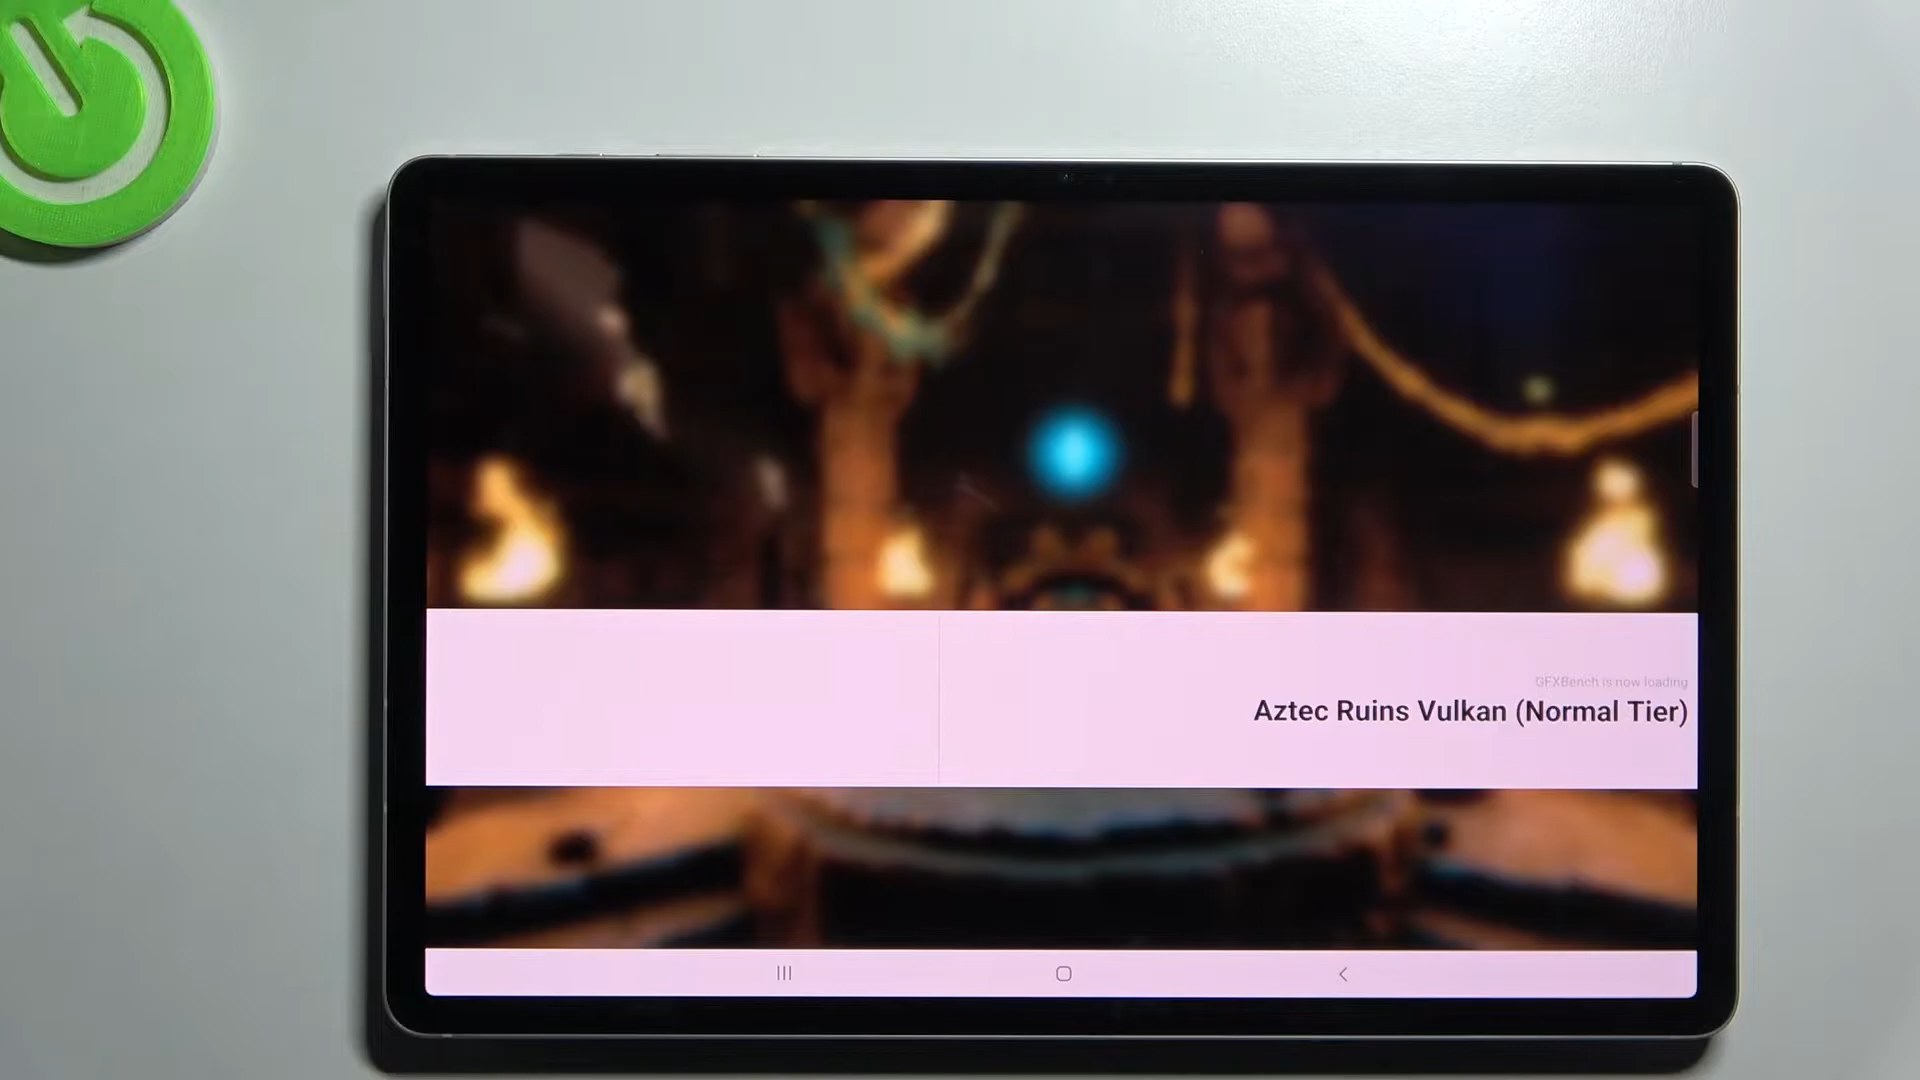 GFXBench is now loading
Aztec Ruins Vulkan (Normal Tier)